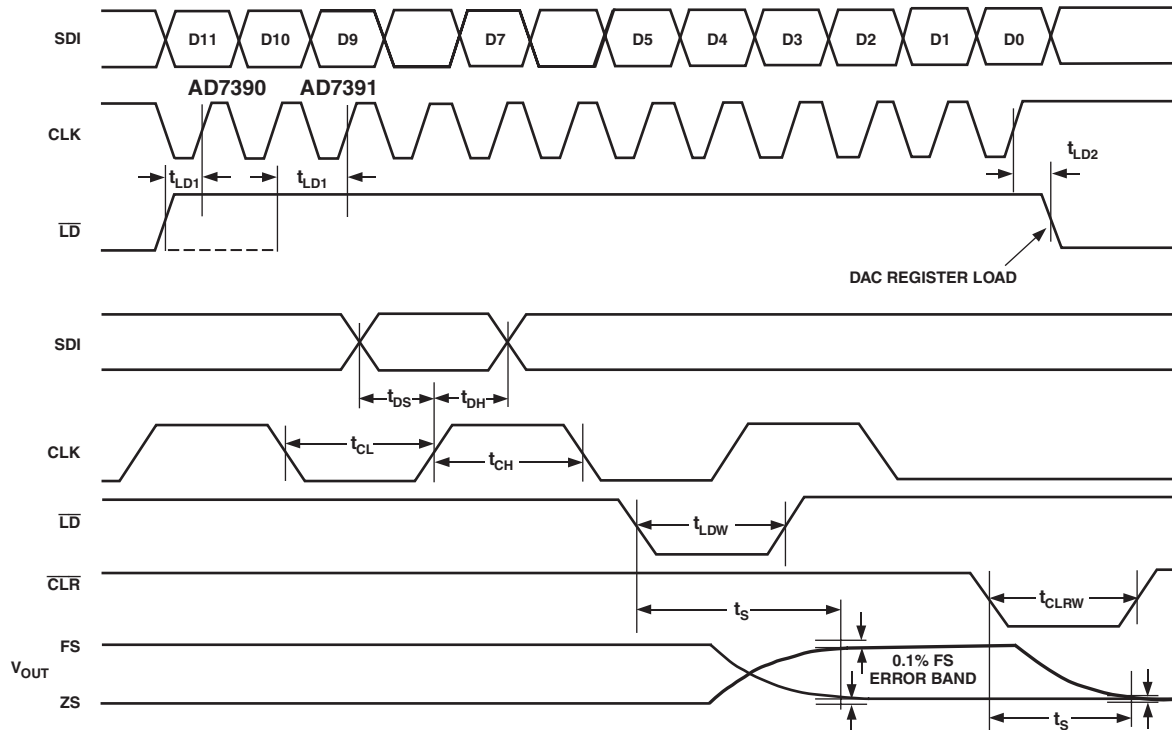 SDI D11 D10 D9 D7 D5 D4 D3 D2 D1 D0
AD7390 AD7391
CLK
tLD1 tLD1 tLD2
LD
DAC REGISTER LOAD
SDI
tDS tDH
CLK tCL tCH
LD tLDW
CLR tCLRW
tS
FS
VOUT 0.1% FS
ERROR BAND
ZS tS